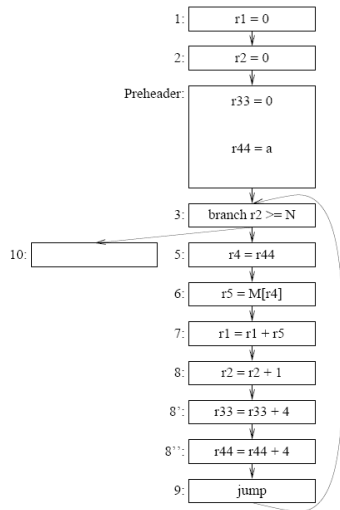 1: r1 = 0
2: r2 = 0
Preheader: r33 = 0
r44 = a
3: branch r2 >= N
10: 5: r4 = r44
6: r5 = M[r4]
7: r1 = r1 + r5
8: r2 = r2 + 1
8': r33 = r33 + 4
8'': r44 = r44 + 4
9: jump